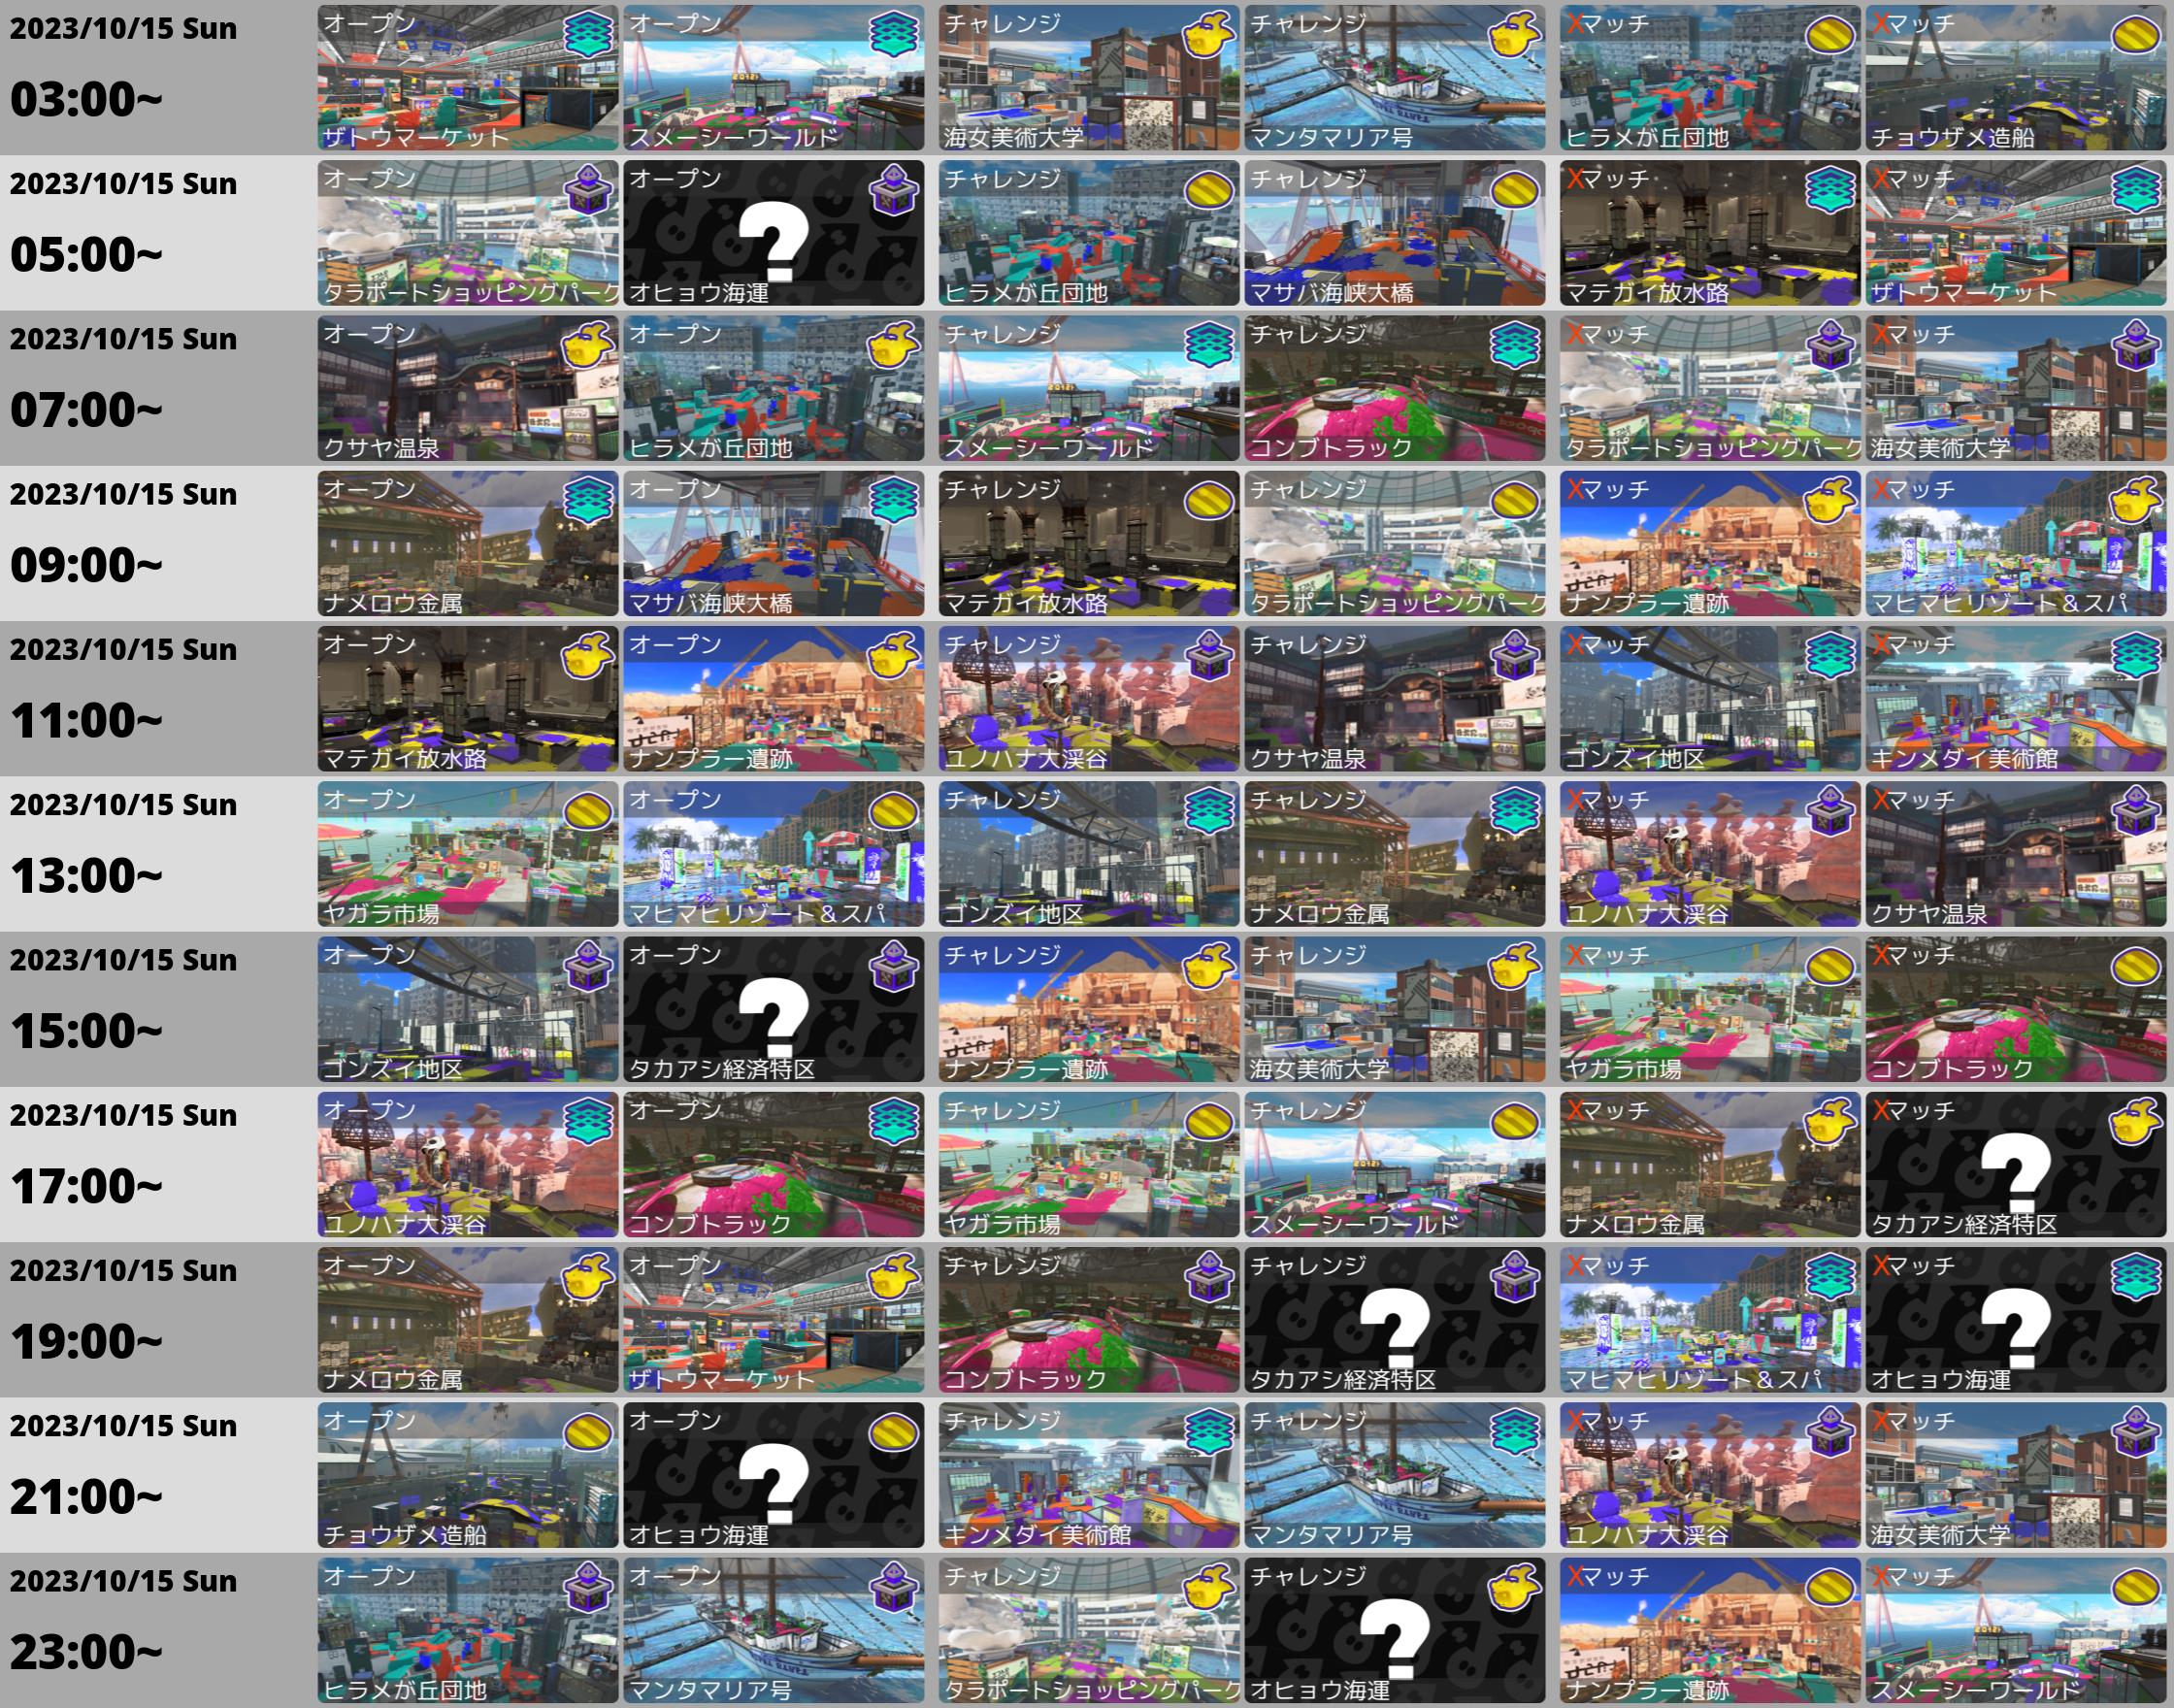 2023/10/15 Sun
03:00~
オープン
ザトウマーケット
オープン
スメーシーワールド
チャレンジ
海女美術大学
チャレンジ
マンタマリア号
Xマッチ
ヒラメが丘団地
Xマッチ
チョウザメ造船
2023/10/15 Sun
05:00~
オープン
タラポートショッピングパーク
オープン
?
オヒョウ海運
チャレンジ
ヒラメが丘団地
チャレンジ
マサバ海峡大橋
Xマッチ
マテガイ放水路
Xマッチ
ザトウマーケット
2023/10/15 Sun
07:00~
オープン
クサヤ温泉
オープン
ヒラメが丘団地
チャレンジ
スメーシーワールド
チャレンジ
コンブトラック
Xマッチ
タラポートショッピングパーク
Xマッチ
海女美術大学
2023/10/15 Sun
09:00~
オープン
ナメロウ金属
オープン
マサバ海峡大橋
チャレンジ
マテガイ放水路
チャレンジ
タラポートショッピングパーク
Xマッチ
ナンプラー遺跡
Xマッチ
マヒマヒリゾート&スパ
2023/10/15 Sun
11:00~
オープン
マテガイ放水路
オープン
ナンプラー遺跡
チャレンジ
ユノハナ大渓谷
チャレンジ
クサヤ温泉
Xマッチ
ゴンズイ地区
Xマッチ
キンメダイ美術館
2023/10/15 Sun
13:00~
オープン
ヤガラ市場
オープン
マヒマヒリゾート&スパ
チャレンジ
ゴンズイ地区
チャレンジ
ナメロウ金属
Xマッチ
ユノハナ大渓谷
Xマッチ
クサヤ温泉
2023/10/15 Sun
15:00~
オープン
ゴンズイ地区
オープン
?
タカアシ経済特区
チャレンジ
ナンプラー遺跡
チャレンジ
海女美術大学
Xマッチ
ヤガラ市場
Xマッチ
コンブトラック
2023/10/15 Sun
17:00~
オープン
ユノハナ大渓谷
オープン
コンブトラック
チャレンジ
ヤガラ市場
チャレンジ
スメーシーワールド
Xマッチ
ナメロウ金属
Xマッチ
?
タカアシ経済特区
2023/10/15 Sun
19:00~
オープン
ナメロウ金属
オープン
ザトウマーケット
チャレンジ
コンブトラック
チャレンジ
?
タカアシ経済特区
Xマッチ
マヒマヒリゾート&スパ
Xマッチ
?
オヒョウ海運
2023/10/15 Sun
21:00~
オープン
チョウザメ造船
オープン
?
オヒョウ海運
チャレンジ
キンメダイ美術館
チャレンジ
マンタマリア号
Xマッチ
ユノハナ大渓谷
Xマッチ
海女美術大学
2023/10/15 Sun
23:00~
オープン
ヒラメが丘団地
オープン
マンタマリア号
チャレンジ
タラポートショッピングパーク
チャレンジ
?
オヒョウ海運
Xマッチ
ナンプラー遺跡
Xマッチ
スメーシーワールド